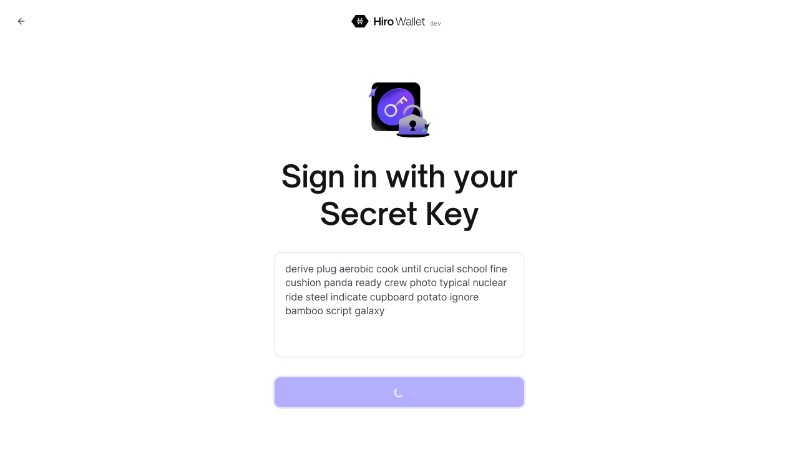 Hiro Wallet dev
Sign in with your
Secret Key
derive plug aerobic cook until crucial school fine
cushion panda ready crew photo typical nuclear
ride steel indicate cupboard potato ignore
bamboo script galaxy